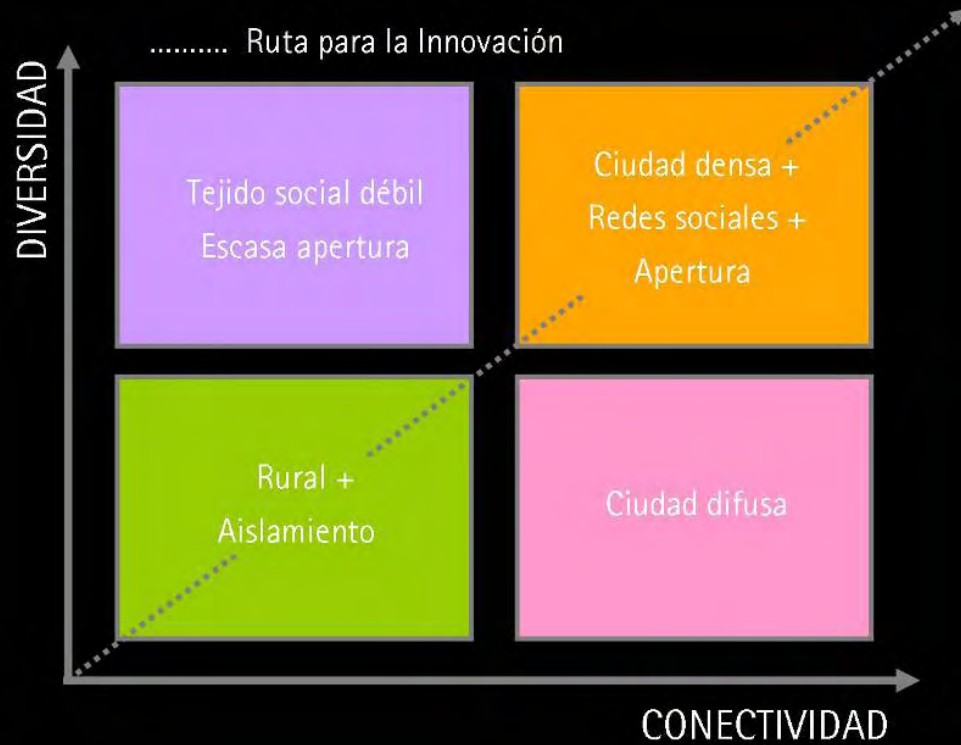 .......... Ruta para la Innovación
DIVERSIDAD
Tejido social débil
Escasa apertura
Ciudad densa +
Redes sociales +
Apertura
Rural +
Aislamiento
Ciudad difusa
CONECTIVIDAD